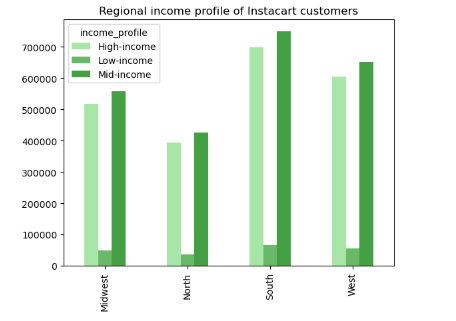 Regional income profile of Instacart customers
income_profile
High-income
Low-income
Mid-income
700000
600000
500000
400000
300000
200000
100000
0
Midwest
North
South
West